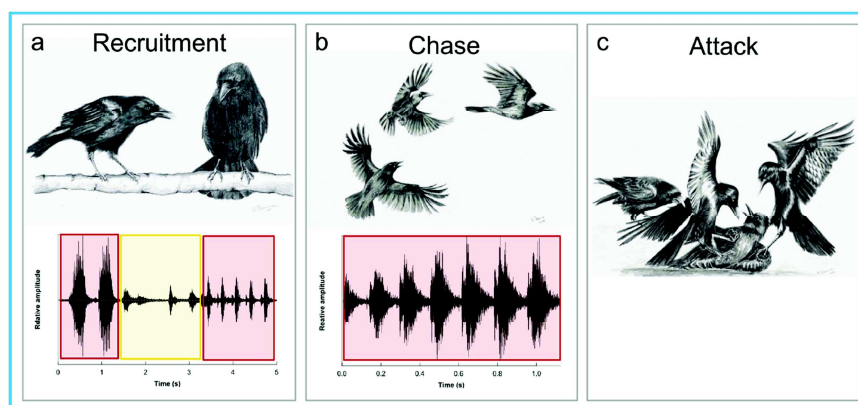 a Recruitment
b Chase
c Attack
Relative amplitude
0 1 2 3 4 5
Time (s)
Relative amplitude
0.0 0.2 0.4 0.6 0.8 1.0
Time (s)